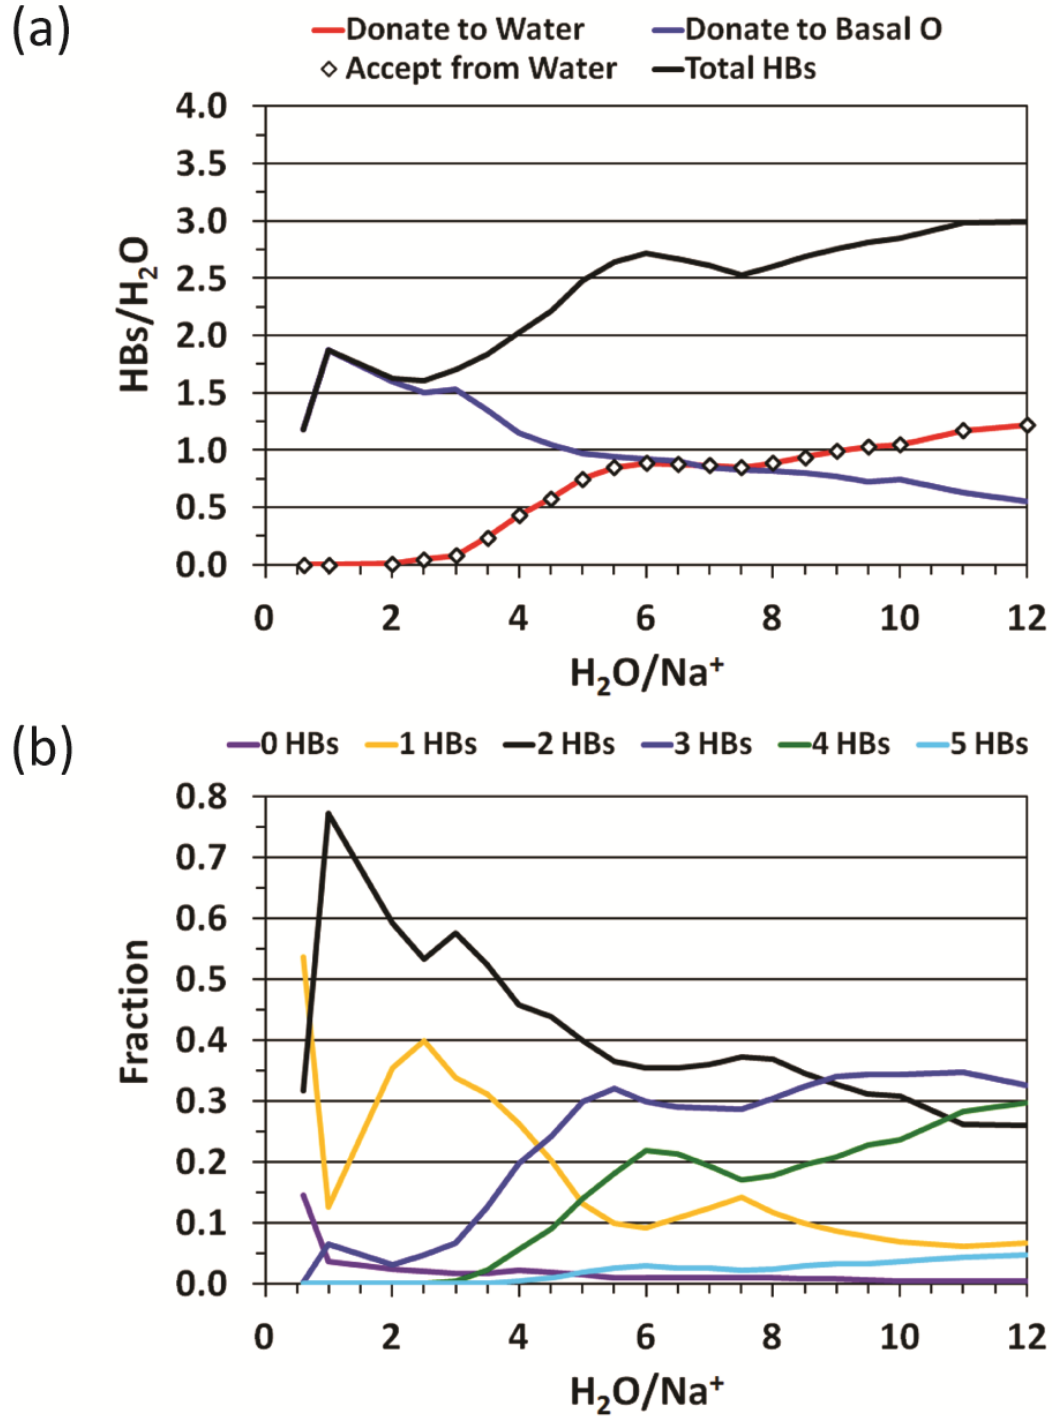 (a)
Donate to Water Donate to Basal O
Accept from Water Total HBs
4.0
3.5
3.0
2.5
2.0
1.5
1.0
0.5
0.0
HBs/H₂O
0 2 4 6 8 10 12
H₂O/Na⁺
(b)
0 HBs 1 HBs 2 HBs 3 HBs 4 HBs 5 HBs
0.8
0.7
0.6
0.5
0.4
0.3
0.2
0.1
0.0
Fraction
0 2 4 6 8 10 12
H₂O/Na⁺